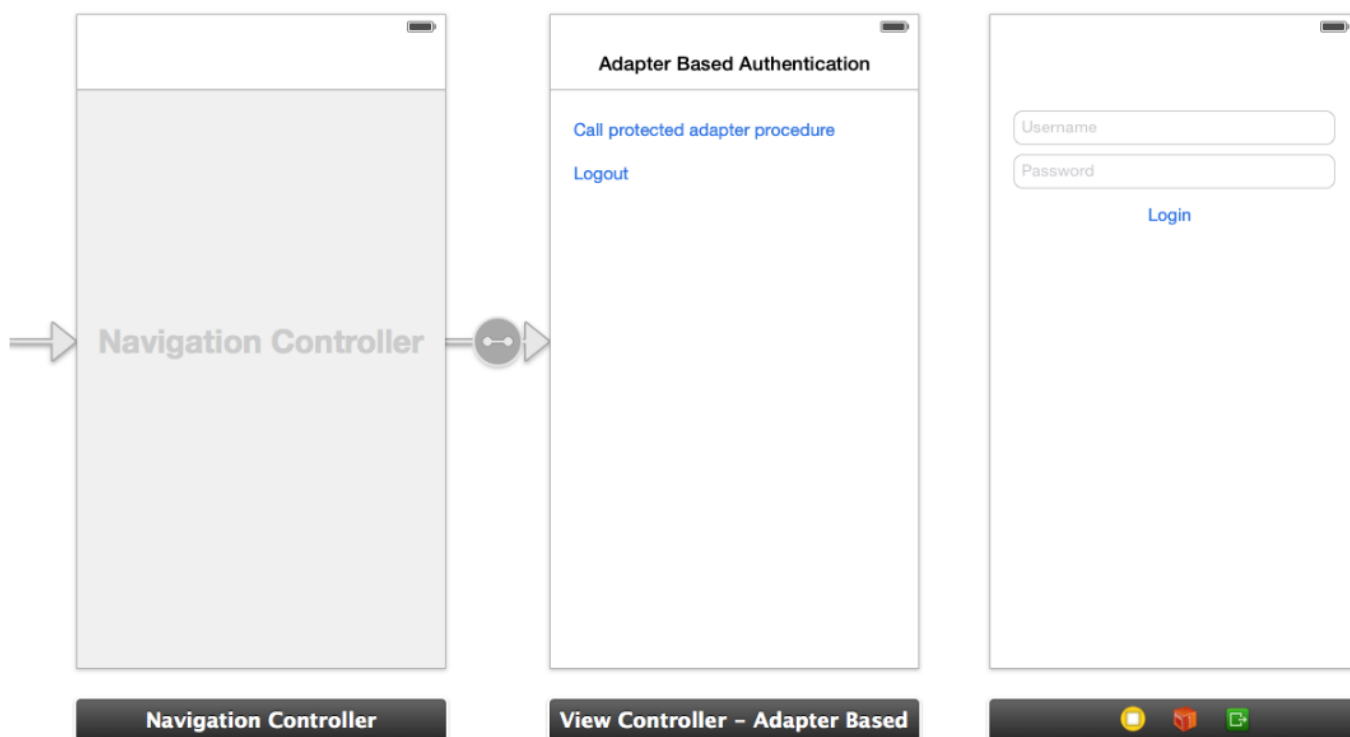 Navigation Controller
Navigation Controller
Adapter Based Authentication
Call protected adapter procedure
Logout
View Controller – Adapter Based
Username
Password
Login